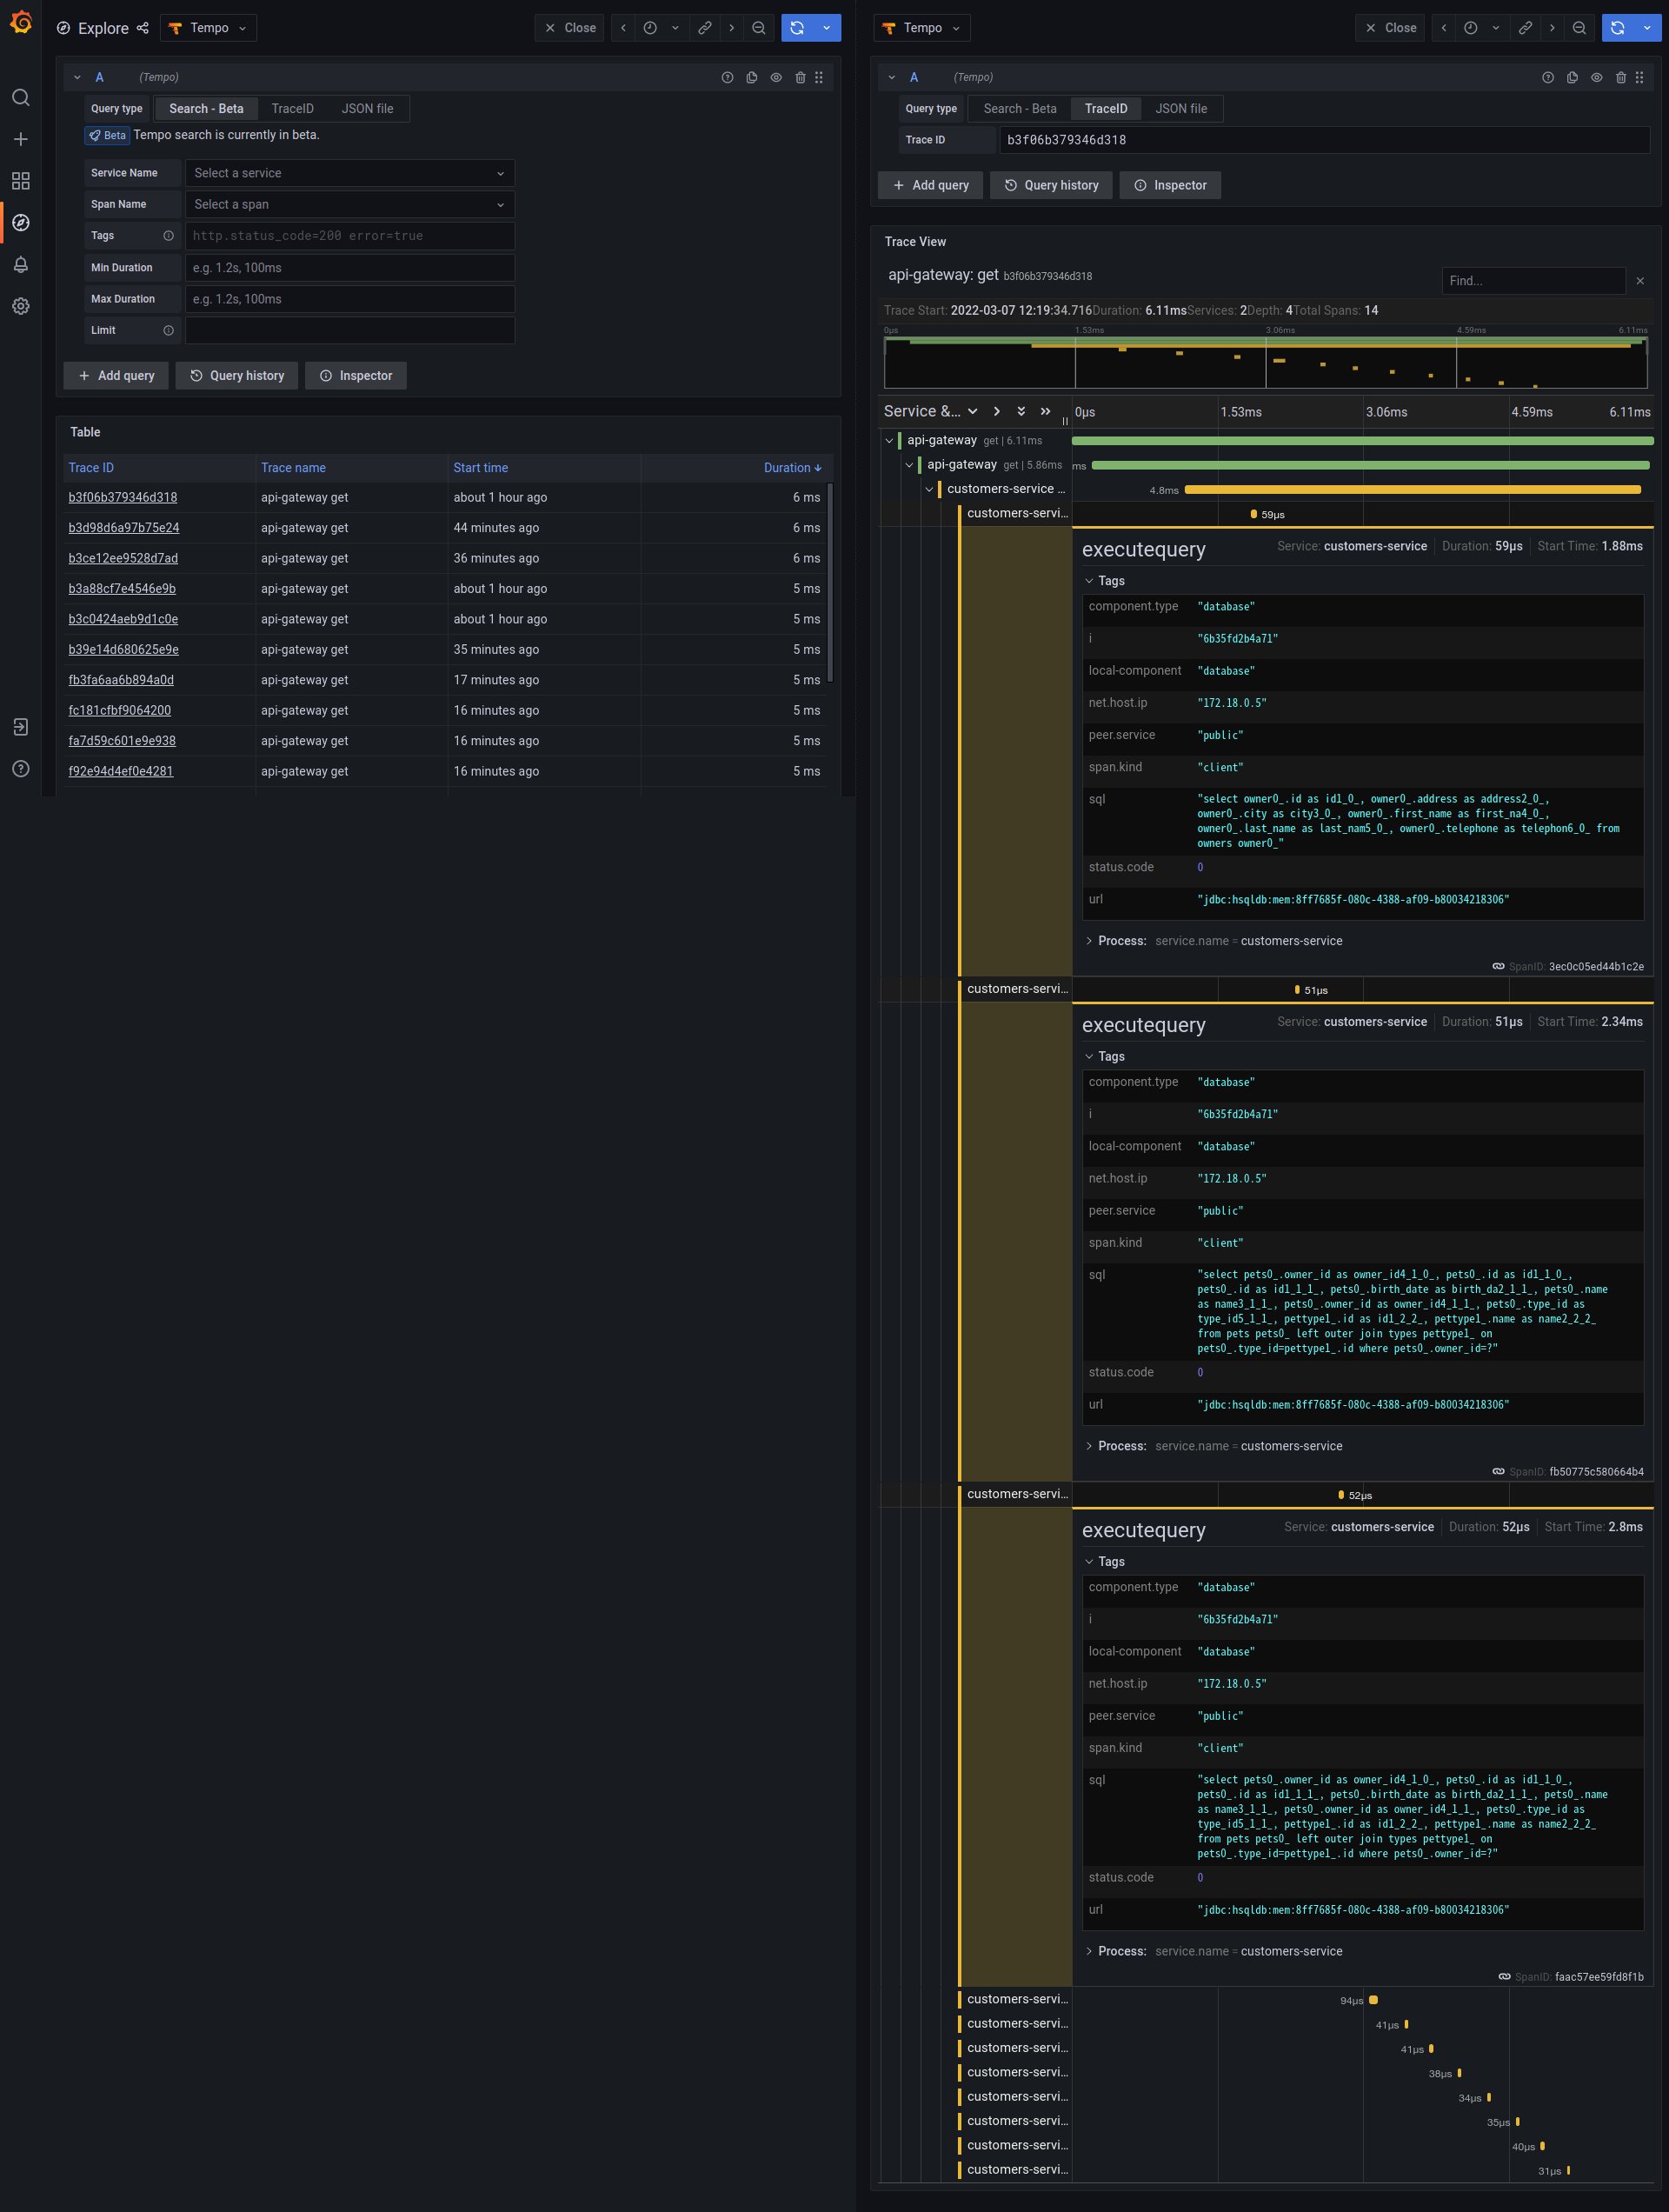 Explore
Tempo
Close
A
(Tempo)
Query type
Search - Beta
TraceID
JSON file
Beta
Tempo search is currently in beta.
Service Name
Select a service
Span Name
Select a span
Tags
http.status_code=200 error=true
Min Duration
e.g. 1.2s, 100ms
Max Duration
e.g. 1.2s, 100ms
Limit
Add query
Query history
Inspector
Table
Trace ID Trace name Start time Duration
b3f06b379346d318 api-gateway get about 1 hour ago 6 ms
b3d98d6a97b75e24 api-gateway get 44 minutes ago 6 ms
b3ce12ee9528d7ad api-gateway get 36 minutes ago 6 ms
b3a88cf7e4546e9b api-gateway get about 1 hour ago 5 ms
b3c0424aeb9d1c0e api-gateway get about 1 hour ago 5 ms
b39e14d680625e9e api-gateway get 35 minutes ago 5 ms
fb3fa6aa6b894a0d api-gateway get 17 minutes ago 5 ms
fc181cfbf9064200 api-gateway get 16 minutes ago 5 ms
fa7d59c601e9e938 api-gateway get 16 minutes ago 5 ms
f92e94d4ef0e4281 api-gateway get 16 minutes ago 5 ms
Tempo
Close
A
(Tempo)
Query type
Search - Beta
TraceID
JSON file
Trace ID
b3f06b379346d318
Add query
Query history
Inspector
Trace View
api-gateway: get b3f06b379346d318
Find...
Trace Start: 2022-03-07 12:19:34.716Duration: 6.11msServices: 2Depth: 4Total Spans: 14
0μs 1.53ms 3.06ms 4.59ms 6.11ms
Service &... 0μs 1.53ms 3.06ms 4.59ms 6.11ms
api-gateway get | 6.11ms
api-gateway get | 5.86ms ms
customers-service ... 4.8ms
customers-servi... 59μs
executequery Service: customers-service Duration: 59μs Start Time: 1.88ms
Tags
component.type "database"
i "6b35fd2b4a71"
local-component "database"
net.host.ip "172.18.0.5"
peer.service "public"
span.kind "client"
sql "select owner0_.id as id1_0_, owner0_.address as address2_0_,
owner0_.city as city3_0_, owner0_.first_name as first_na4_0_,
owner0_.last_name as last_nam5_0_, owner0_.telephone as telephon6_0_ from
owners owner0_"
status.code 0
url "jdbc:hsqldb:mem:8ff7685f-080c-4388-af09-b80034218306"
Process: service.name = customers-service
SpanID: 3ec0c05ed44b1c2e
customers-servi... 51μs
executequery Service: customers-service Duration: 51μs Start Time: 2.34ms
Tags
component.type "database"
i "6b35fd2b4a71"
local-component "database"
net.host.ip "172.18.0.5"
peer.service "public"
span.kind "client"
sql "select pets0_.owner_id as owner_id4_1_0_, pets0_.id as id1_1_0_,
pets0_.id as id1_1_1_, pets0_.birth_date as birth_da2_1_1_, pets0_.name
as name3_1_1_, pets0_.owner_id as owner_id4_1_1_, pets0_.type_id as
type_id5_1_1_, pettype1_.id as id1_2_2_, pettype1_.name as name2_2_2_
from pets pets0_ left outer join types pettype1_ on
pets0_.type_id=pettype1_.id where pets0_.owner_id=?"
status.code 0
url "jdbc:hsqldb:mem:8ff7685f-080c-4388-af09-b80034218306"
Process: service.name = customers-service
SpanID: fb50775c580664b4
customers-servi... 52μs
executequery Service: customers-service Duration: 52μs Start Time: 2.8ms
Tags
component.type "database"
i "6b35fd2b4a71"
local-component "database"
net.host.ip "172.18.0.5"
peer.service "public"
span.kind "client"
sql "select pets0_.owner_id as owner_id4_1_0_, pets0_.id as id1_1_0_,
pets0_.id as id1_1_1_, pets0_.birth_date as birth_da2_1_1_, pets0_.name
as name3_1_1_, pets0_.owner_id as owner_id4_1_1_, pets0_.type_id as
type_id5_1_1_, pettype1_.id as id1_2_2_, pettype1_.name as name2_2_2_
from pets pets0_ left outer join types pettype1_ on
pets0_.type_id=pettype1_.id where pets0_.owner_id=?"
status.code 0
url "jdbc:hsqldb:mem:8ff7685f-080c-4388-af09-b80034218306"
Process: service.name = customers-service
SpanID: faac57ee59fd8f1b
customers-servi... 94μs
customers-servi... 41μs
customers-servi... 41μs
customers-servi... 38μs
customers-servi... 34μs
customers-servi... 35μs
customers-servi... 40μs
customers-servi... 31μs